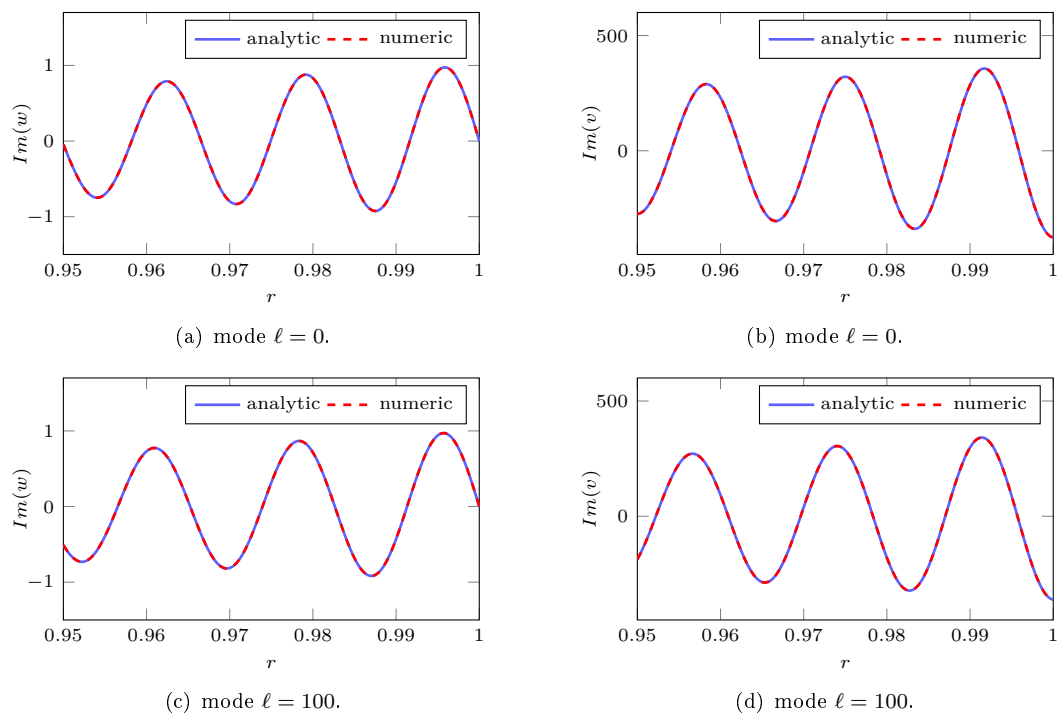 analytic numeric
1
0
−1
Im(w)
0.95 0.96 0.97 0.98 0.99 1
r
(a) mode ℓ = 0.
analytic numeric
500
0
Im(v)
0.95 0.96 0.97 0.98 0.99 1
r
(b) mode ℓ = 0.
analytic numeric
1
0
−1
Im(w)
0.95 0.96 0.97 0.98 0.99 1
r
(c) mode ℓ = 100.
analytic numeric
500
0
Im(v)
0.95 0.96 0.97 0.98 0.99 1
r
(d) mode ℓ = 100.